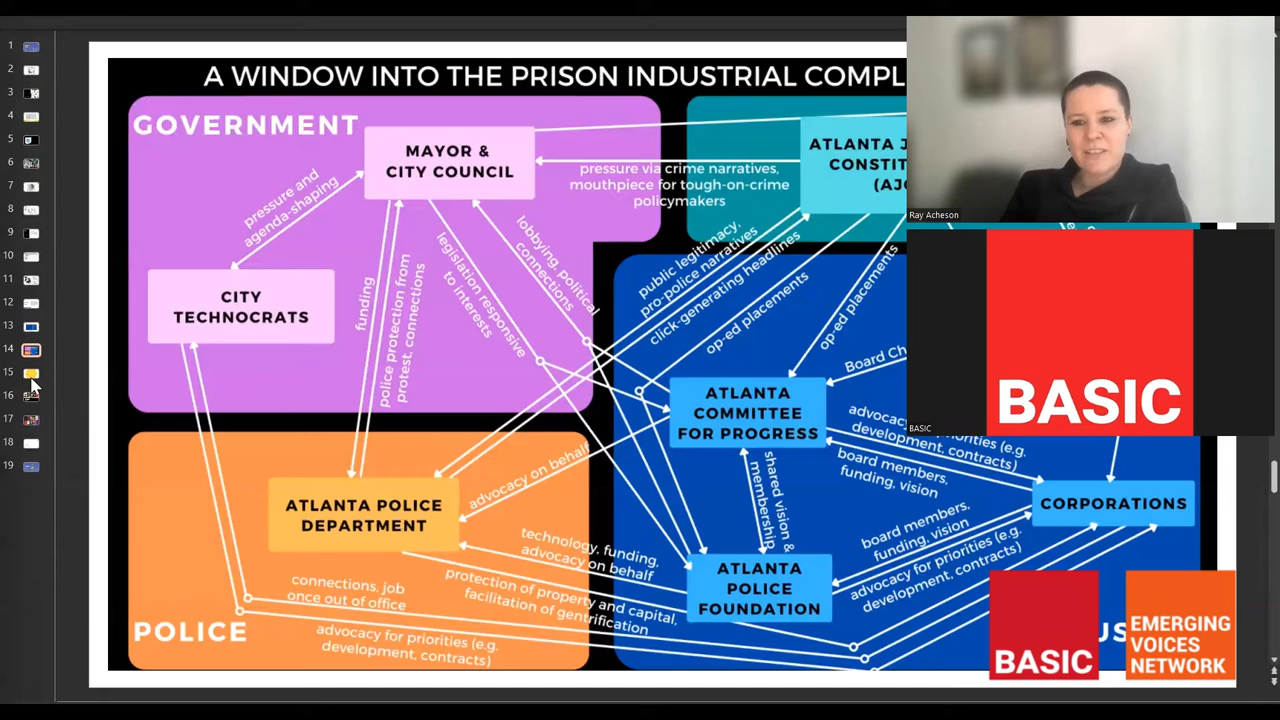 1
2
3
4
5
6
7
8
9
10
11
12
13
14
15
16
17
18
19
A WINDOW INTO THE PRISON INDUSTRIAL COMPL
GOVERNMENT
MAYOR &
CITY COUNCIL
pressure and
agenda-shaping
CITY
TECHNOCRATS
pressure via crime narratives,
mouthpiece for tough-on-crime
policymakers
ATLANTA J
CONSTIT
(AJC
funding
police protection from
protest, connections
legislation responsive
to interests
lobbying, political
connections
public legitimacy,
pro-police narratives
click-generating headlines
op-ed placements
op-ed placements
Board Ch
ATLANTA
COMMITTEE
FOR PROGRESS
advocacy priorities (e.g.
development, contracts)
board members,
funding, vision
CORPORATIONS
advocacy on behalf
shared vision &
membership
ATLANTA POLICE
DEPARTMENT
technology, funding,
advocacy on behalf
board members,
funding, vision
advocacy for priorities (e.g.
development, contracts)
ATLANTA
POLICE
FOUNDATION
protection of property and capital,
facilitation of gentrification
connections, job
once out of office
advocacy for priorities (e.g.
development, contracts)
POLICE
US
Ray Acheson
BASIC
BASIC
BASIC
EMERGING
VOICES
NETWORK